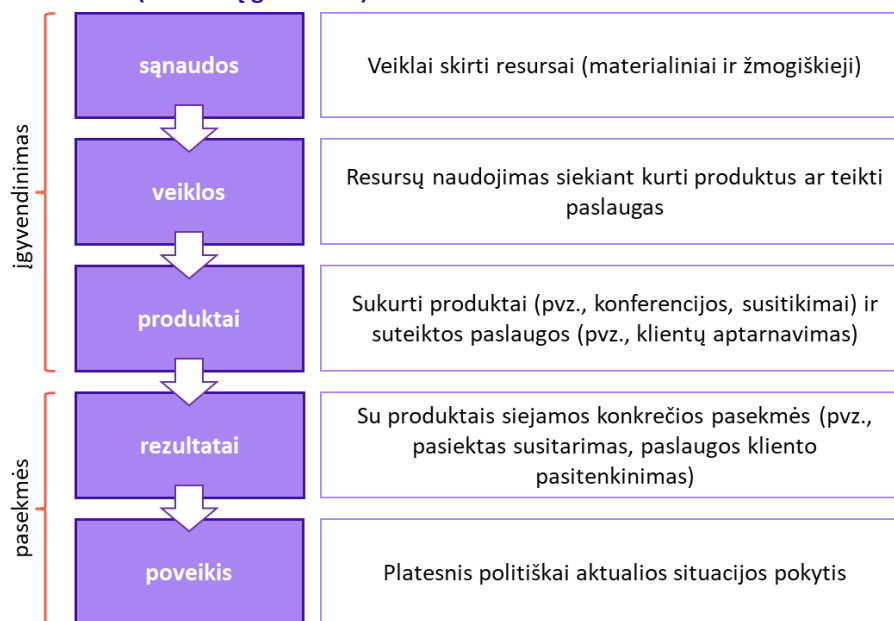 sąnaudos
Veiklai skirti resursai (materialiniai ir žmogiškieji)
įgyvendinimas
veiklos
Resursų naudojimas siekiant kurti produktus ar teikti
paslaugas
produktai
Sukurti produktai (pvz., konferencijos, susitikimai) ir
suteiktos paslaugos (pvz., klientų aptarnavimas)
rezultatai
Su produktais siejamos konkrečios pasekmės (pvz.,
pasiektas susitarimas, paslaugos kliento
pasitenkinimas)
pasekmės
poveikis
Platesnis politiškai aktualios situacijos pokytis